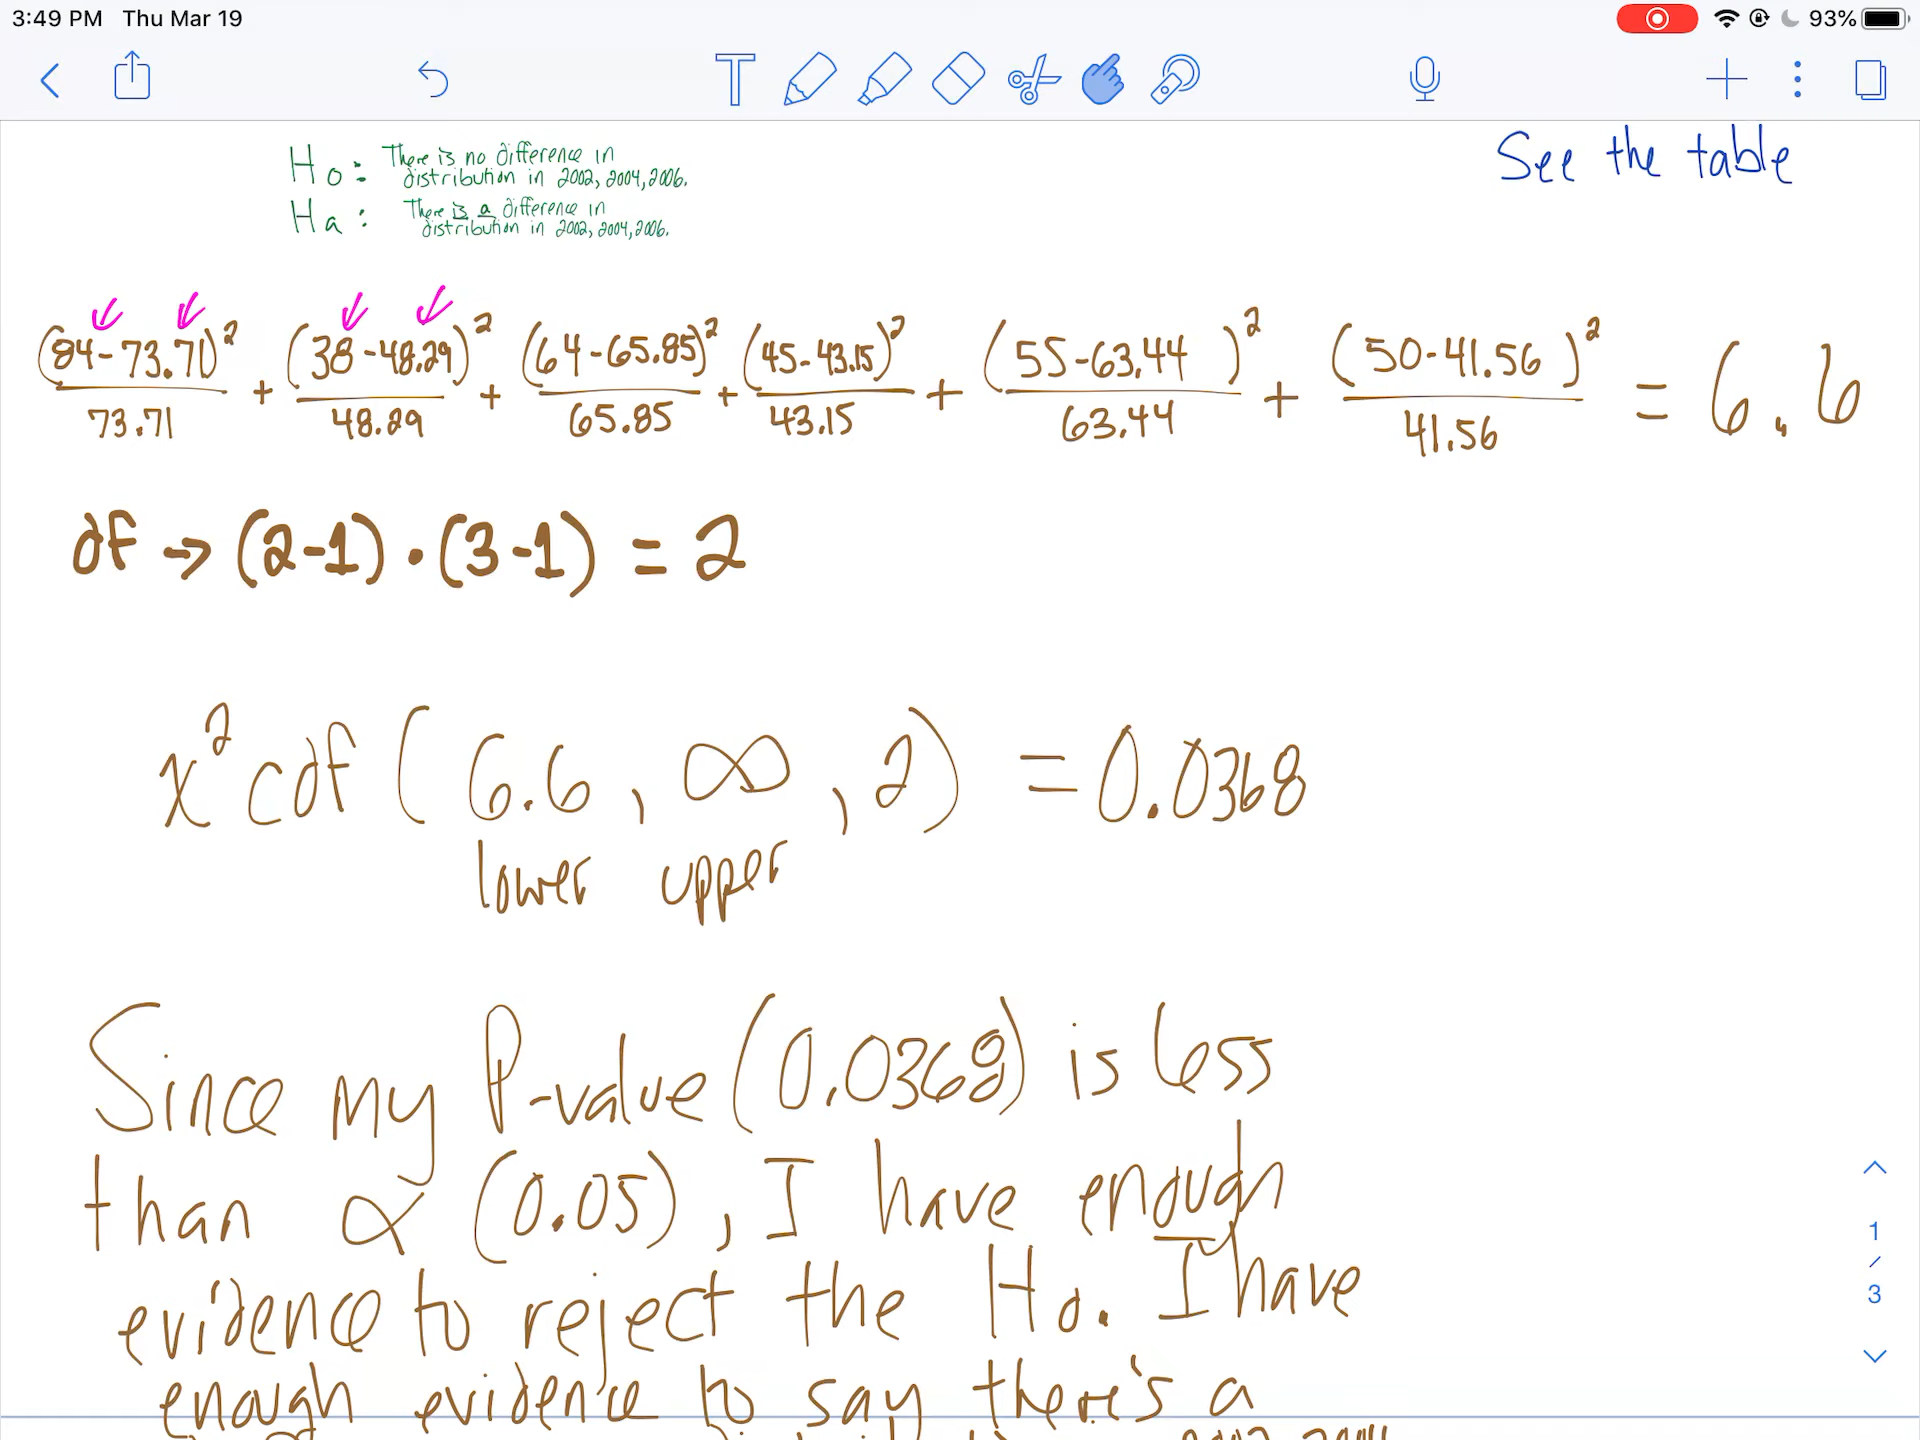 3:49 PM Thu Mar 19
93%
See the table
Ho: There is no difference in
distribution in 2002, 2004, 2006.
Ha: There is a difference in
distribution in 2002, 2004, 2006.
(84-73.71)²/73.71 + (38-48.29)²/48.29 + (64-65.85)²/65.85 + (45-43.15)²/43.15 + (55-63.44)²/63.44 + (50-41.56)²/41.56 = 6.6
df → (2-1) · (3-1) = 2
x²cdf (6.6, ∞, 2) = 0.0368
lower upper
Since my P-value (0.0368) is less
than α (0.05), I have enough
evidence to reject the Ho. I have
enough evidence to say there's a
1
/
3